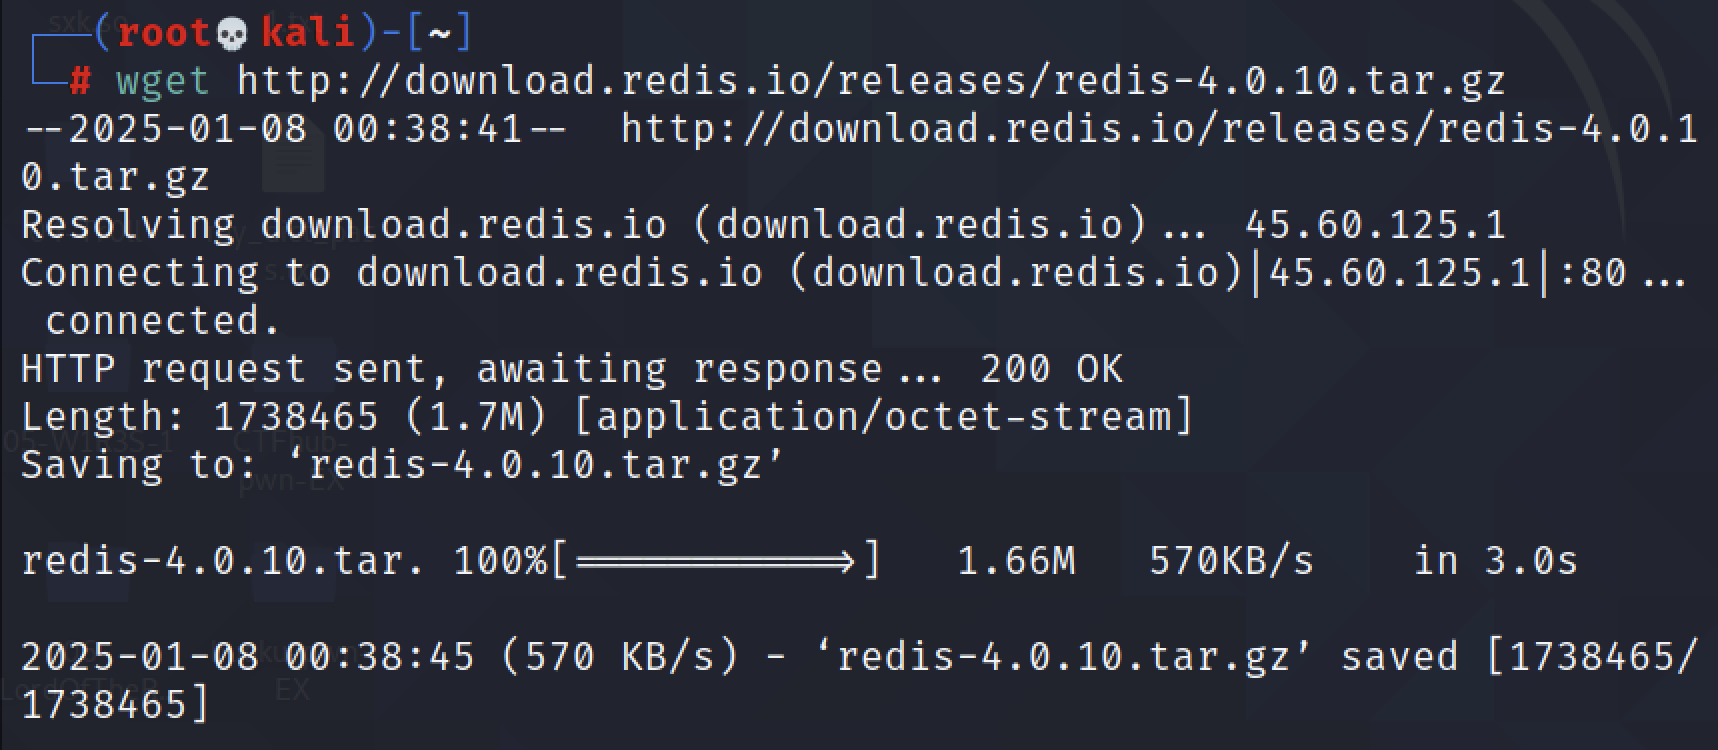 (root💀kali)-[~]
# wget http://download.redis.io/releases/redis-4.0.10.tar.gz
--2025-01-08 00:38:41--  http://download.redis.io/releases/redis-4.0.1
0.tar.gz
Resolving download.redis.io (download.redis.io)... 45.60.125.1
Connecting to download.redis.io (download.redis.io)|45.60.125.1|:80...
 connected.
HTTP request sent, awaiting response... 200 OK
Length: 1738465 (1.7M) [application/octet-stream]
Saving to: ‘redis-4.0.10.tar.gz’

redis-4.0.10.tar. 100%[===========>]   1.66M   570KB/s    in 3.0s

2025-01-08 00:38:45 (570 KB/s) - ‘redis-4.0.10.tar.gz’ saved [1738465/
1738465]